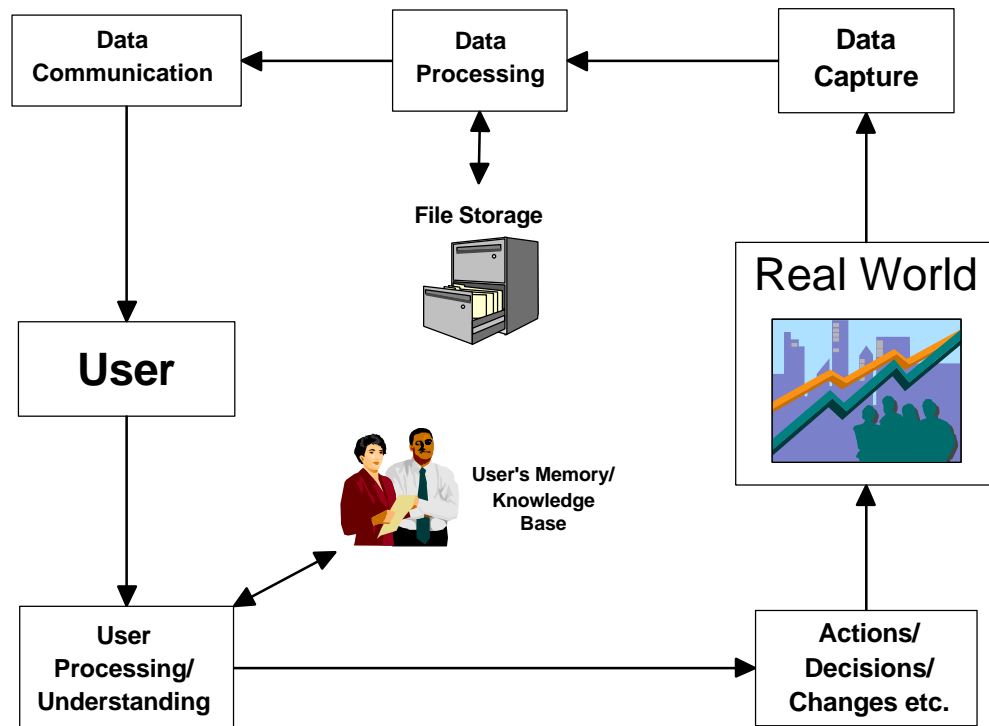 Data
Communication
Data
Processing
Data
Capture
File Storage
Real World
User
User's Memory/
Knowledge
Base
User
Processing/
Understanding
Actions/
Decisions/
Changes etc.